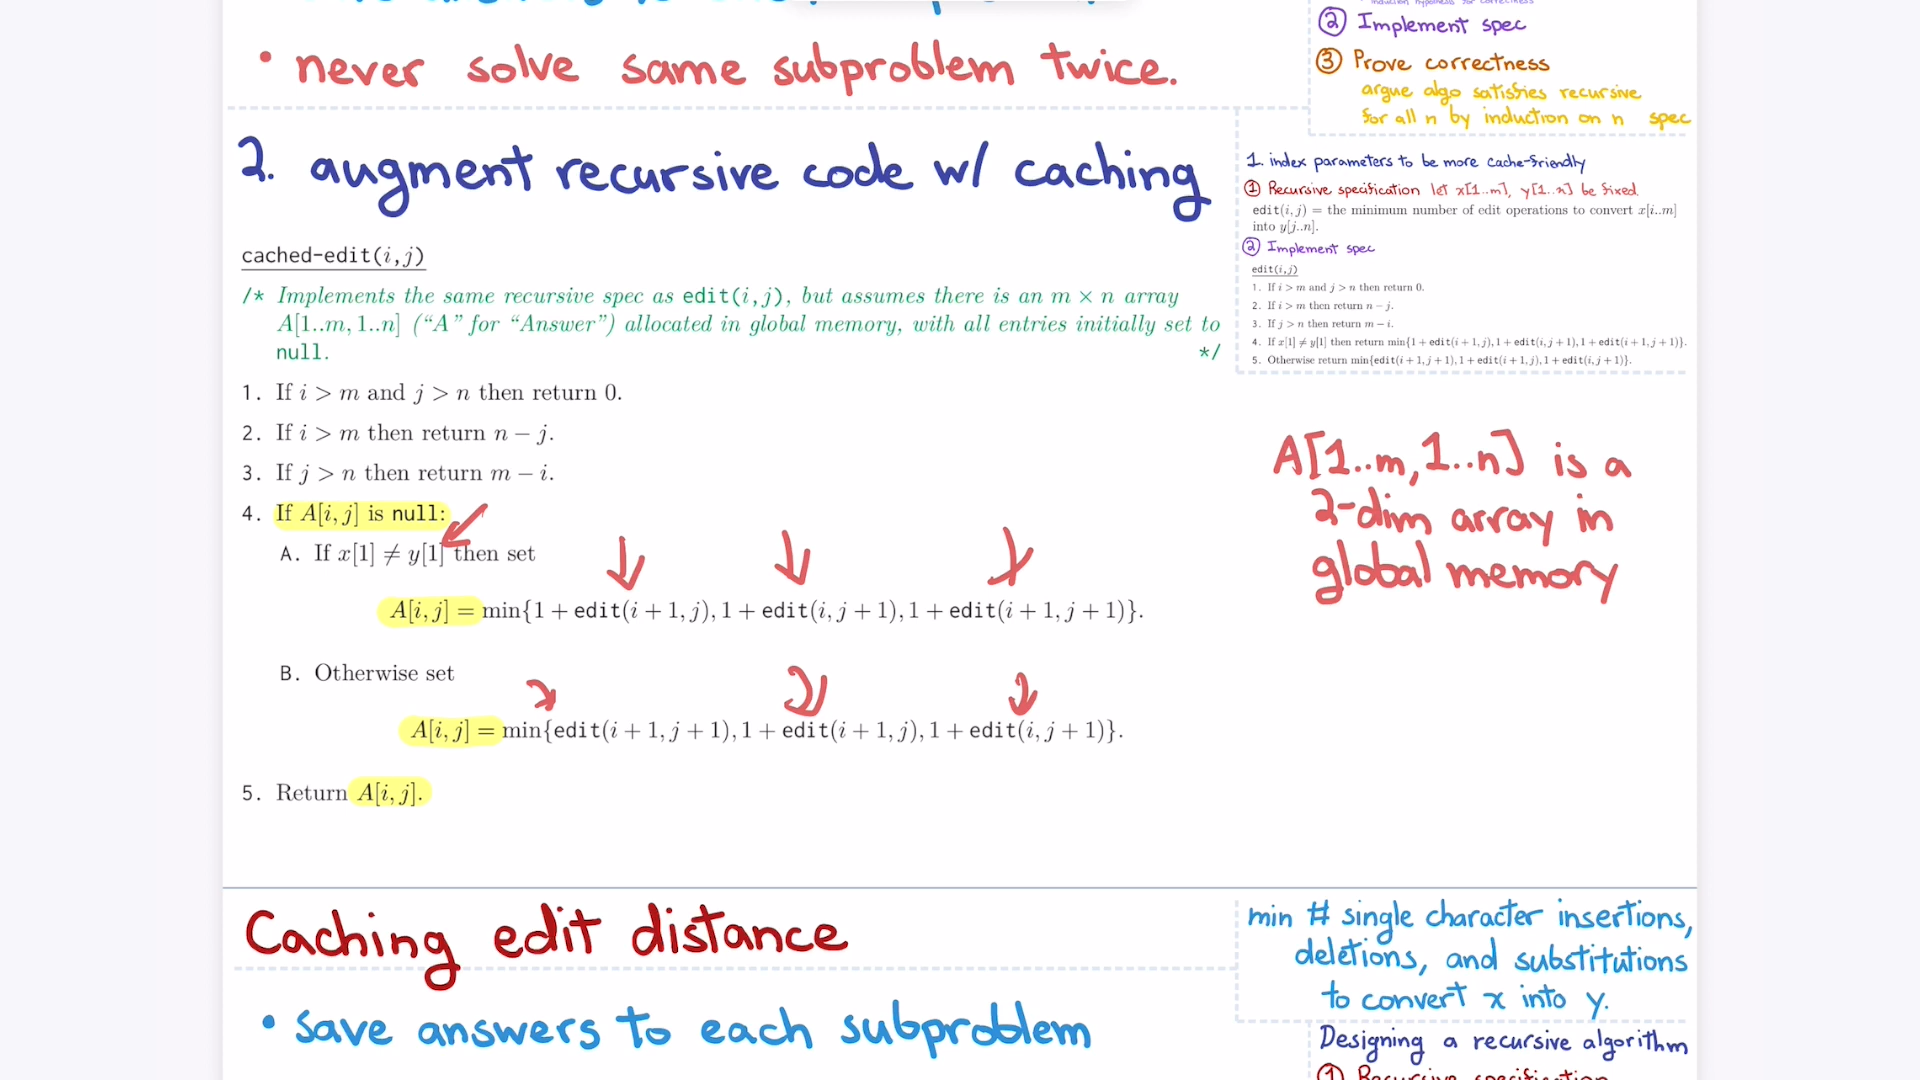 • never solve same subproblem twice.
2. augment recursive code w/ caching
cached-edit(i,j)
/* Implements the same recursive spec as edit(i,j), but assumes there is an m × n array
A[1..m, 1..n] (“A” for “Answer”) allocated in global memory, with all entries initially set to
null. */
1. If i > m and j > n then return 0.
2. If i > m then return n − j.
3. If j > n then return m − i.
4. If A[i, j] is null:
A. If x[1] ≠ y[1] then set
A[i, j] = min{1 + edit(i + 1, j), 1 + edit(i, j + 1), 1 + edit(i + 1, j + 1)}.
B. Otherwise set
A[i, j] = min{edit(i + 1, j + 1), 1 + edit(i + 1, j), 1 + edit(i, j + 1)}.
5. Return A[i, j].
Caching edit distance
• save answers to each subproblem
induction hypothesis for correctness
② Implement spec
③ Prove correctness
argue algo satisfies recursive
for all n by induction on n spec
1. index parameters to be more cache-friendly
① Recursive specification let x[1..m], y[1..n] be fixed
edit(i, j) = the minimum number of edit operations to convert x[i..m]
into y[j..n].
② Implement spec
edit(i,j)
1. If i > m and j > n then return 0.
2. If i > m then return n − j.
3. If j > n then return m − i.
4. If x[1] ≠ y[1] then return min{1 + edit(i + 1, j), 1 + edit(i, j + 1), 1 + edit(i + 1, j + 1)}.
5. Otherwise return min{edit(i + 1, j + 1), 1 + edit(i + 1, j), 1 + edit(i, j + 1)}.
A[1..m,1..n] is a
2-dim array in
global memory
min # single character insertions,
deletions, and substitutions
to convert x into y.
Designing a recursive algorithm
① Recursive specification